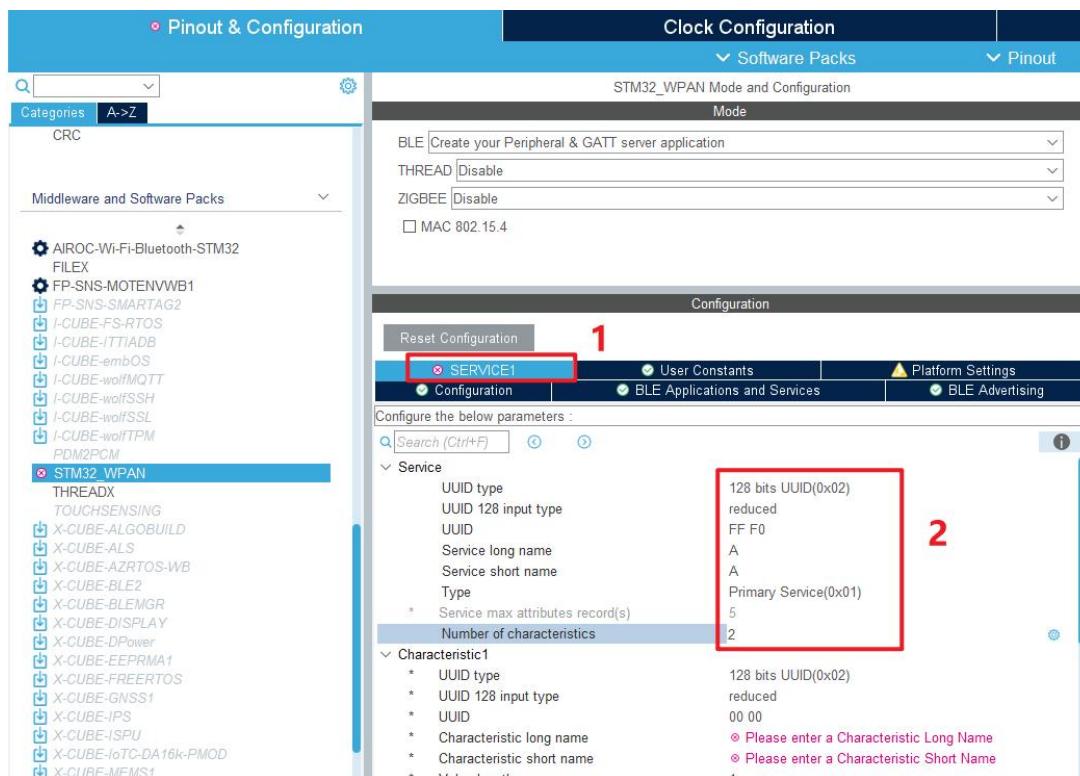 Pinout & Configuration
Clock Configuration
Software Packs
Pinout
Categories
A->Z
CRC
Middleware and Software Packs
AIROC-Wi-Fi-Bluetooth-STM32
FILEX
FP-SNS-MOTENVWB1
FP-SNS-SMARTAG2
I-CUBE-FS-RTOS
I-CUBE-ITTIADB
I-CUBE-embOS
I-CUBE-wolfMQTT
I-CUBE-wolfSSH
I-CUBE-wolfSSL
I-CUBE-wolfTPM
PDM2PCM
STM32_WPAN
THREADX
TOUCHSENSING
X-CUBE-ALGOBUILD
X-CUBE-ALS
X-CUBE-AZRTOS-WB
X-CUBE-BLE2
X-CUBE-BLEMGR
X-CUBE-DISPLAY
X-CUBE-DPower
X-CUBE-EEPRMA1
X-CUBE-FREERTOS
X-CUBE-GNSS1
X-CUBE-IPS
X-CUBE-ISPU
X-CUBE-IoTC-DA16k-PMOD
X-CUBE-MEMS1
STM32_WPAN Mode and Configuration
Mode
BLE Create your Peripheral & GATT server application
THREAD Disable
ZIGBEE Disable
MAC 802.15.4
Configuration
Reset Configuration
1
SERVICE1
User Constants
Platform Settings
Configuration
BLE Applications and Services
BLE Advertising
Configure the below parameters :
Search (Ctrl+F)
Service
UUID type 128 bits UUID(0x02)
UUID 128 input type reduced
UUID FF F0
Service long name A
Service short name A
Type Primary Service(0x01)
* Service max attributes record(s) 5
Number of characteristics 2
2
Characteristic1
* UUID type 128 bits UUID(0x02)
* UUID 128 input type reduced
* UUID 00 00
* Characteristic long name Please enter a Characteristic Long Name
* Characteristic short name Please enter a Characteristic Short Name